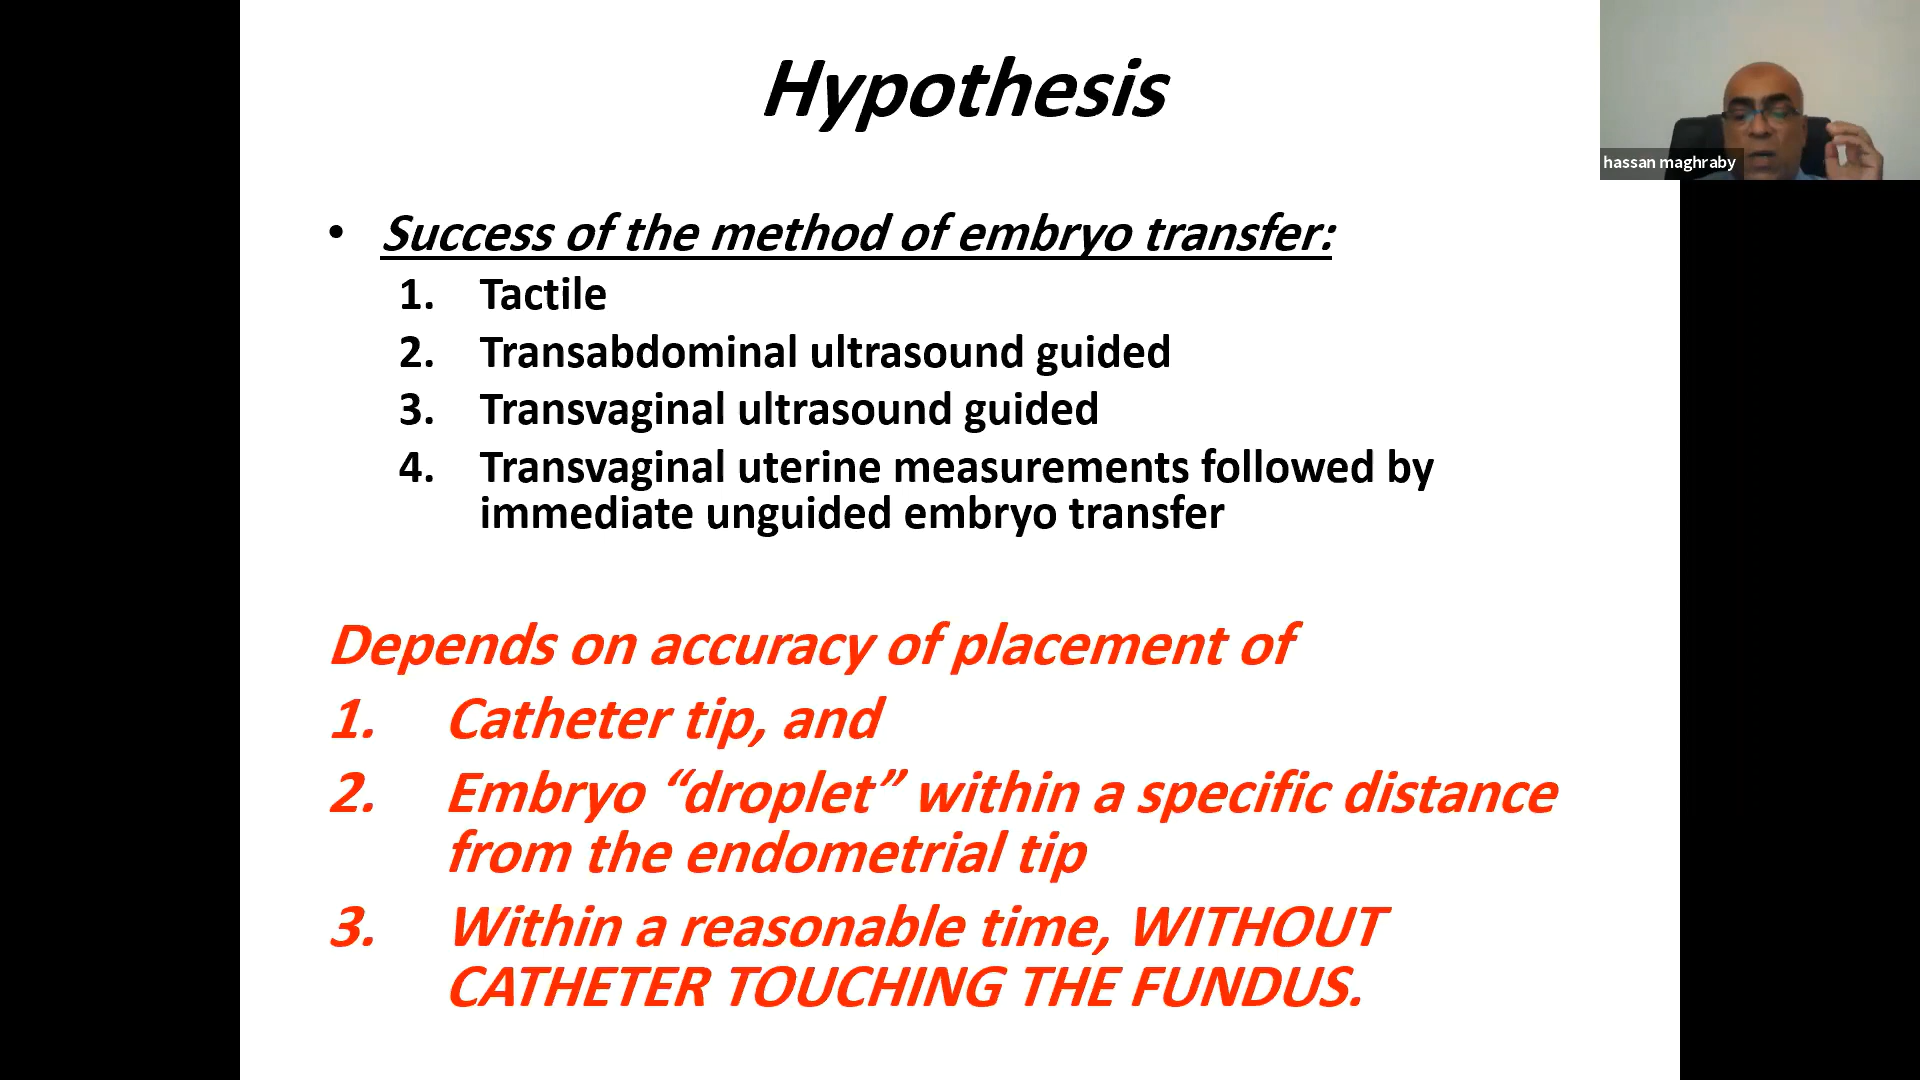 Hypothesis
hassan maghraby
• Success of the method of embryo transfer:
1. Tactile
2. Transabdominal ultrasound guided
3. Transvaginal ultrasound guided
4. Transvaginal uterine measurements followed by
immediate unguided embryo transfer
Depends on accuracy of placement of
1. Catheter tip, and
2. Embryo “droplet” within a specific distance
from the endometrial tip
3. Within a reasonable time, WITHOUT
CATHETER TOUCHING THE FUNDUS.